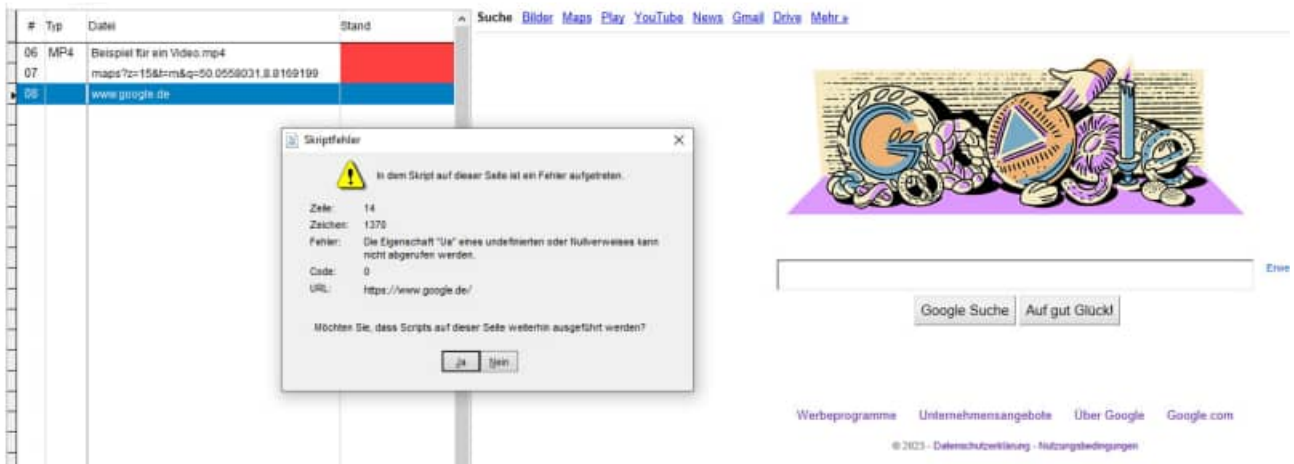 # Typ Datei Stand
06 MP4 Beispiel für ein Video.mp4
07 maps?z=15&t=m&q=50.0558031,8.8169199
08 www.google.de
Suche Bilder Maps Play YouTube News Gmail Drive Mehr »
Google
Skriptfehler
In dem Skript auf dieser Seite ist ein Fehler aufgetreten.
Zeile: 14
Zeichen: 1370
Fehler: Die Eigenschaft "Ua" eines undefinierten oder Nullverweises kann
nicht abgerufen werden.
Code: 0
URL: https://www.google.de/
Möchten Sie, dass Scripts auf dieser Seite weiterhin ausgeführt werden?
Ja Nein
Erwe
Google Suche Auf gut Glück!
Werbeprogramme Unternehmensangebote Über Google Google.com
© 2023 - Datenschutzerklärung - Nutzungsbedingungen